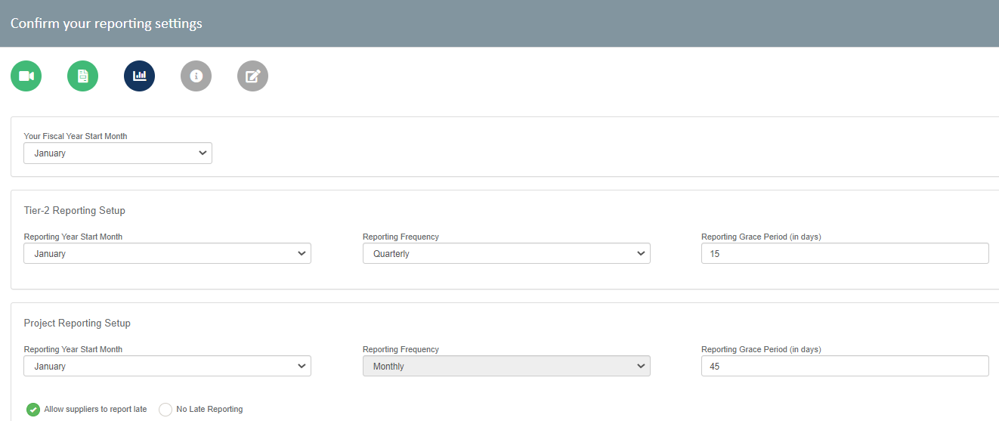 Confirm your reporting settings
Your Fiscal Year Start Month
January
Tier-2 Reporting Setup
Reporting Year Start Month Reporting Frequency Reporting Grace Period (in days)
January Quarterly 15
Project Reporting Setup
Reporting Year Start Month Reporting Frequency Reporting Grace Period (in days)
January Monthly 45
Allow suppliers to report late No Late Reporting